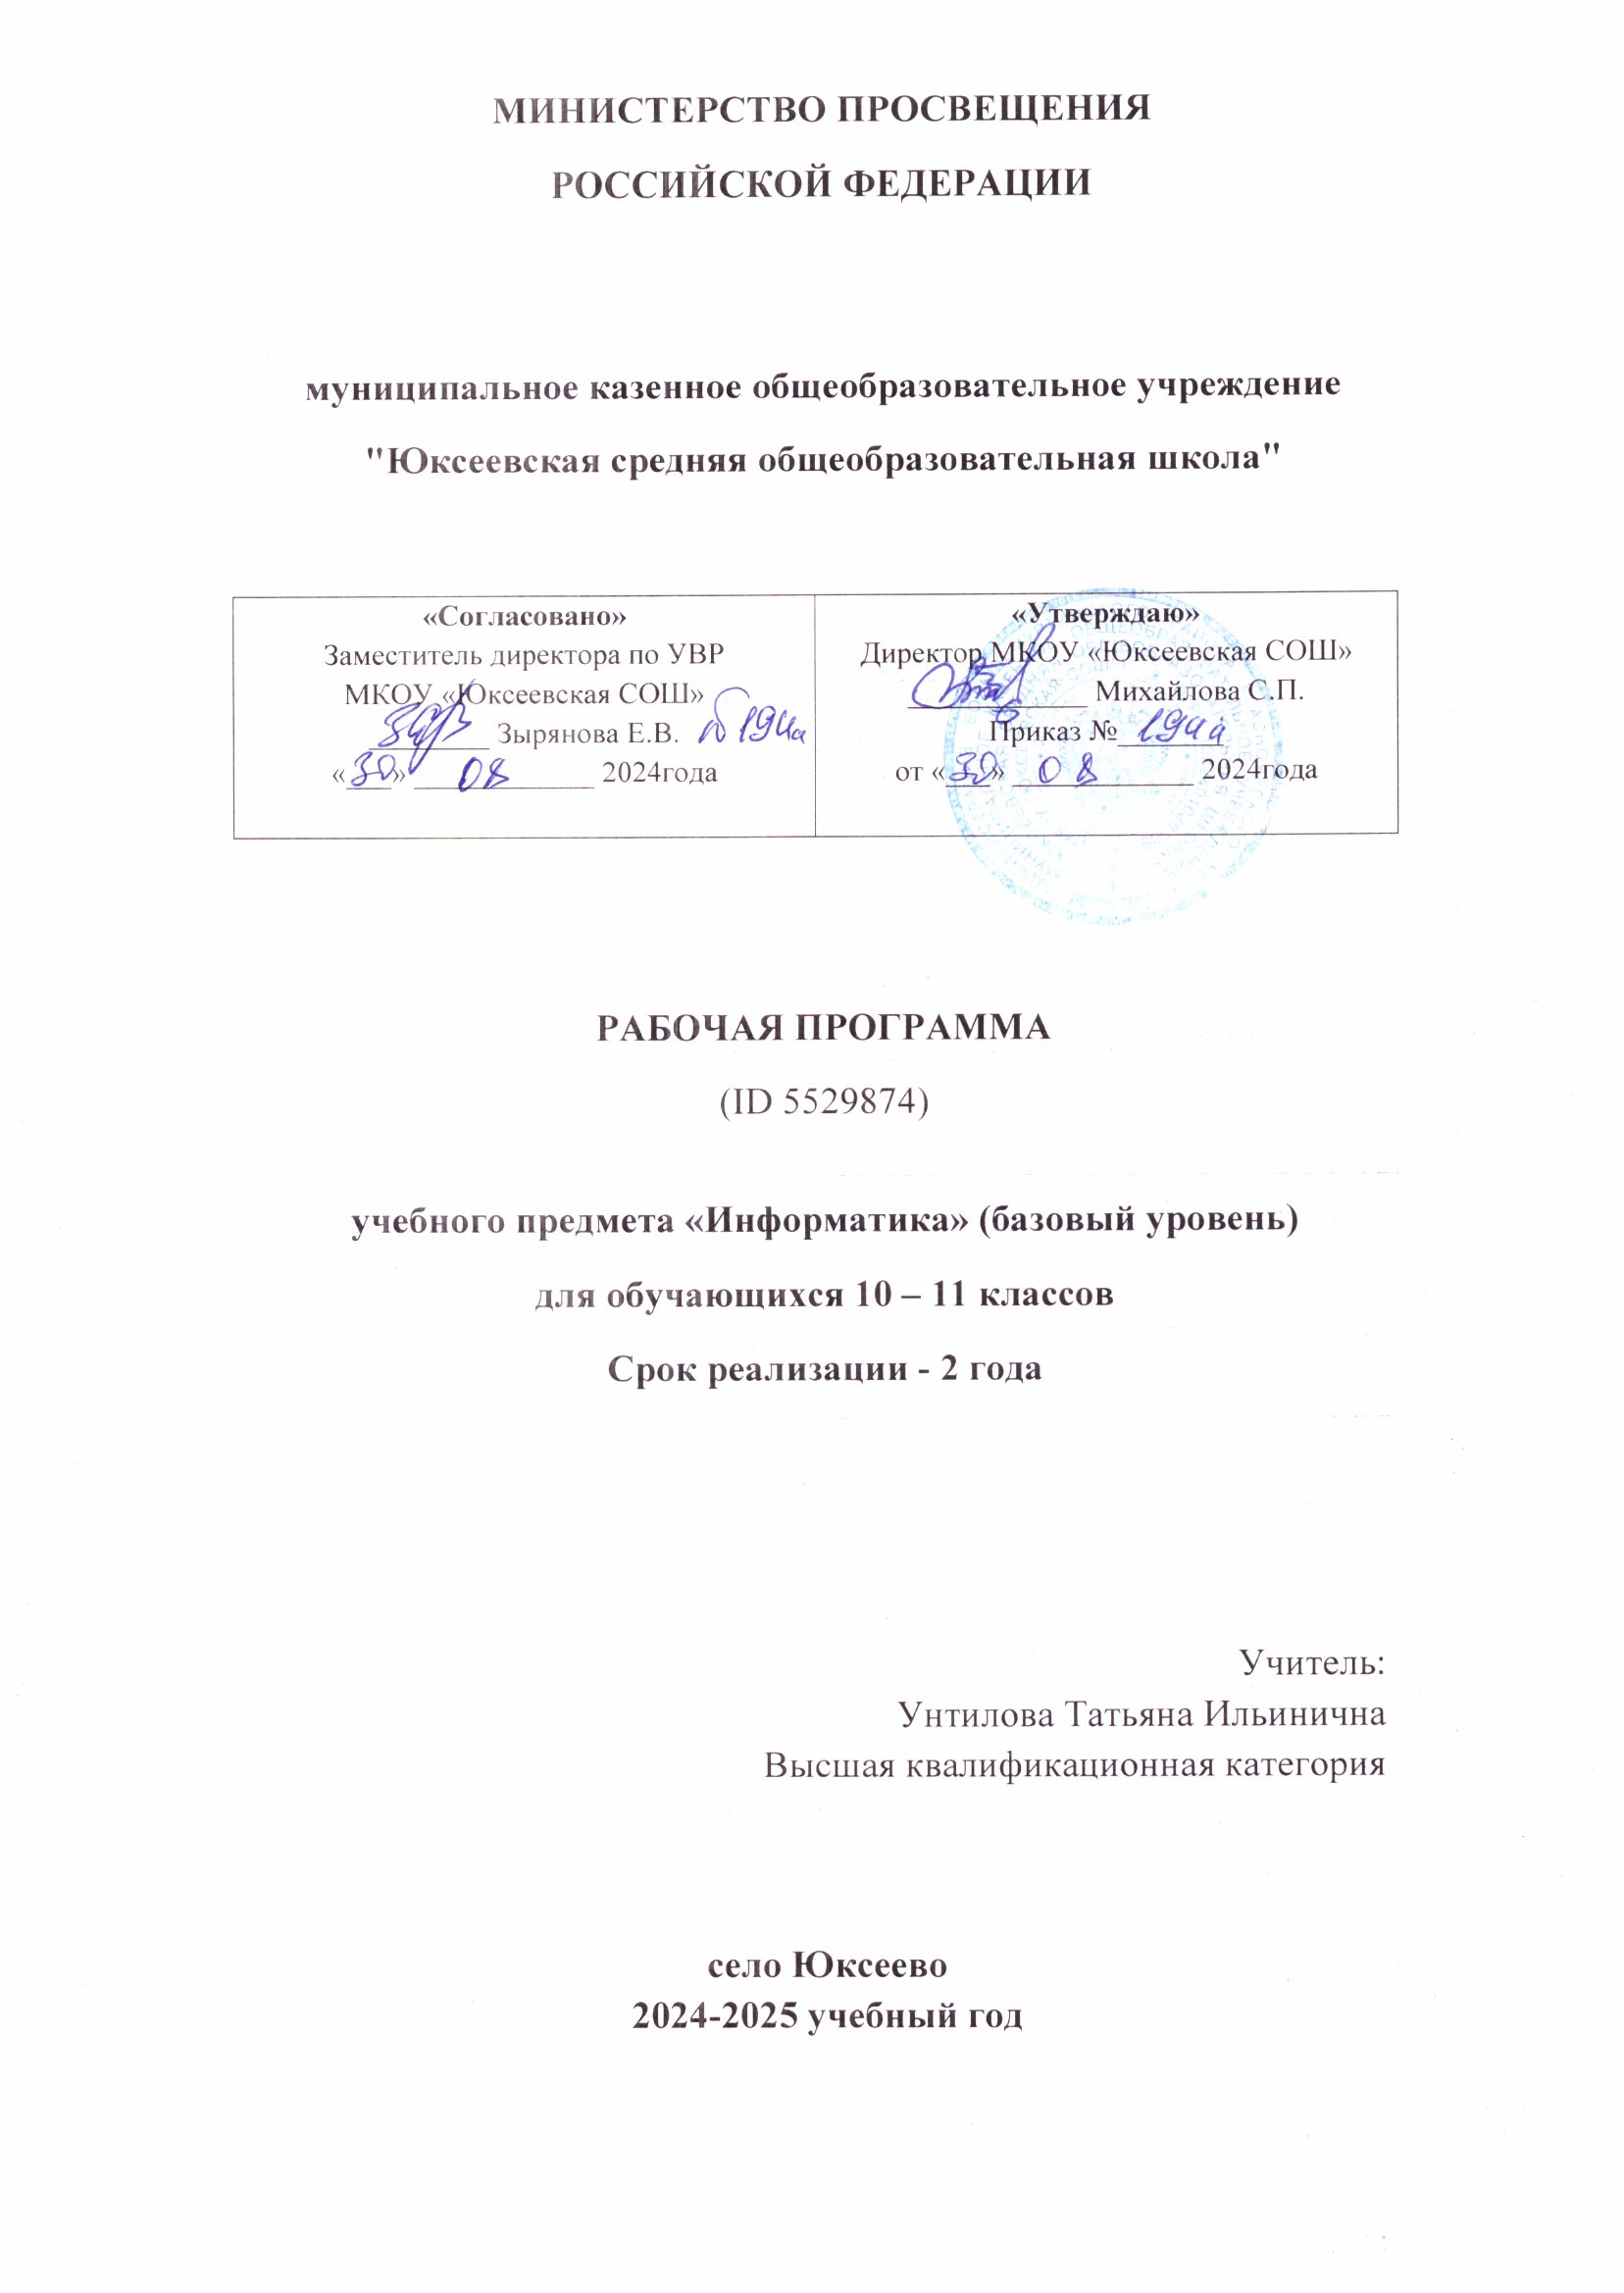 МИНИСТЕРСТВО ПРОСВЕЩЕНИЯ
РОССИЙСКОЙ ФЕДЕРАЦИИ
муниципальное казенное общеобразовательное учреждение
"Юксеевская средняя общеобразовательная школа"
«Согласовано»
Заместитель директора по УВР
МКОУ «Юксеевская СОШ»
Зырянова Е.В. 194а
«30» 08 2024года
«Утверждаю»
Директор МКОУ «Юксеевская СОШ»
Михайлова С.П.
Приказ № 194а
от «30» 08 2024года
РАБОЧАЯ ПРОГРАММА
(ID 5529874)
учебного предмета «Информатика» (базовый уровень)
для обучающихся 10 – 11 классов
Срок реализации - 2 года
Учитель:
Унтилова Татьяна Ильинична
Высшая квалификационная категория
село Юксеево
2024-2025 учебный год